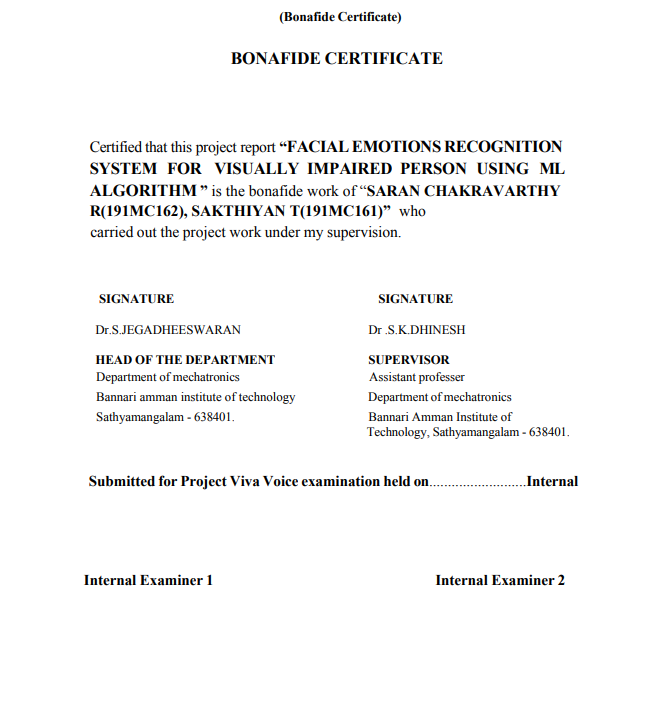 (Bonafide Certificate)
BONAFIDE CERTIFICATE
Certified that this project report “FACIAL EMOTIONS RECOGNITION
SYSTEM FOR VISUALLY IMPAIRED PERSON USING ML
ALGORITHM ” is the bonafide work of “SARAN CHAKRAVARTHY
R(191MC162), SAKTHIYAN T(191MC161)” who
carried out the project work under my supervision.
SIGNATURE
Dr.S.JEGADHEESWARAN
HEAD OF THE DEPARTMENT
Department of mechatronics
Bannari amman institute of technology
Sathyamangalam - 638401.
SIGNATURE
Dr .S.K.DHINESH
SUPERVISOR
Assistant professer
Department of mechatronics
Bannari Amman Institute of
Technology, Sathyamangalam - 638401.
Submitted for Project Viva Voice examination held on..........................Internal
Internal Examiner 1
Internal Examiner 2